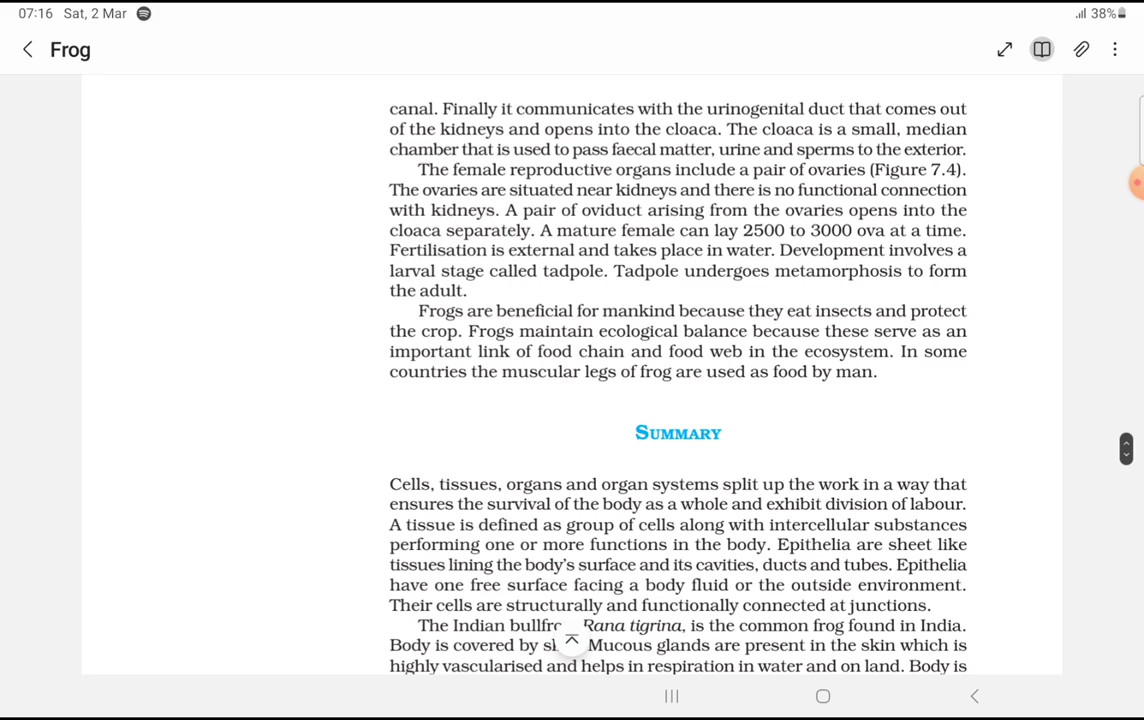 07:16 Sat, 2 Mar
38%
Frog
canal. Finally it communicates with the urinogenital duct that comes out
of the kidneys and opens into the cloaca. The cloaca is a small, median
chamber that is used to pass faecal matter, urine and sperms to the exterior.
The female reproductive organs include a pair of ovaries (Figure 7.4).
The ovaries are situated near kidneys and there is no functional connection
with kidneys. A pair of oviduct arising from the ovaries opens into the
cloaca separately. A mature female can lay 2500 to 3000 ova at a time.
Fertilisation is external and takes place in water. Development involves a
larval stage called tadpole. Tadpole undergoes metamorphosis to form
the adult.
Frogs are beneficial for mankind because they eat insects and protect
the crop. Frogs maintain ecological balance because these serve as an
important link of food chain and food web in the ecosystem. In some
countries the muscular legs of frog are used as food by man.
SUMMARY
Cells, tissues, organs and organ systems split up the work in a way that
ensures the survival of the body as a whole and exhibit division of labour.
A tissue is defined as group of cells along with intercellular substances
performing one or more functions in the body. Epithelia are sheet like
tissues lining the body's surface and its cavities, ducts and tubes. Epithelia
have one free surface facing a body fluid or the outside environment.
Their cells are structurally and functionally connected at junctions.
The Indian Rana tigrina, is the common frog found in India.
Body is covered by Mucous glands are present in the skin which is
highly vascularised and helps in respiration in water and on land. Body is